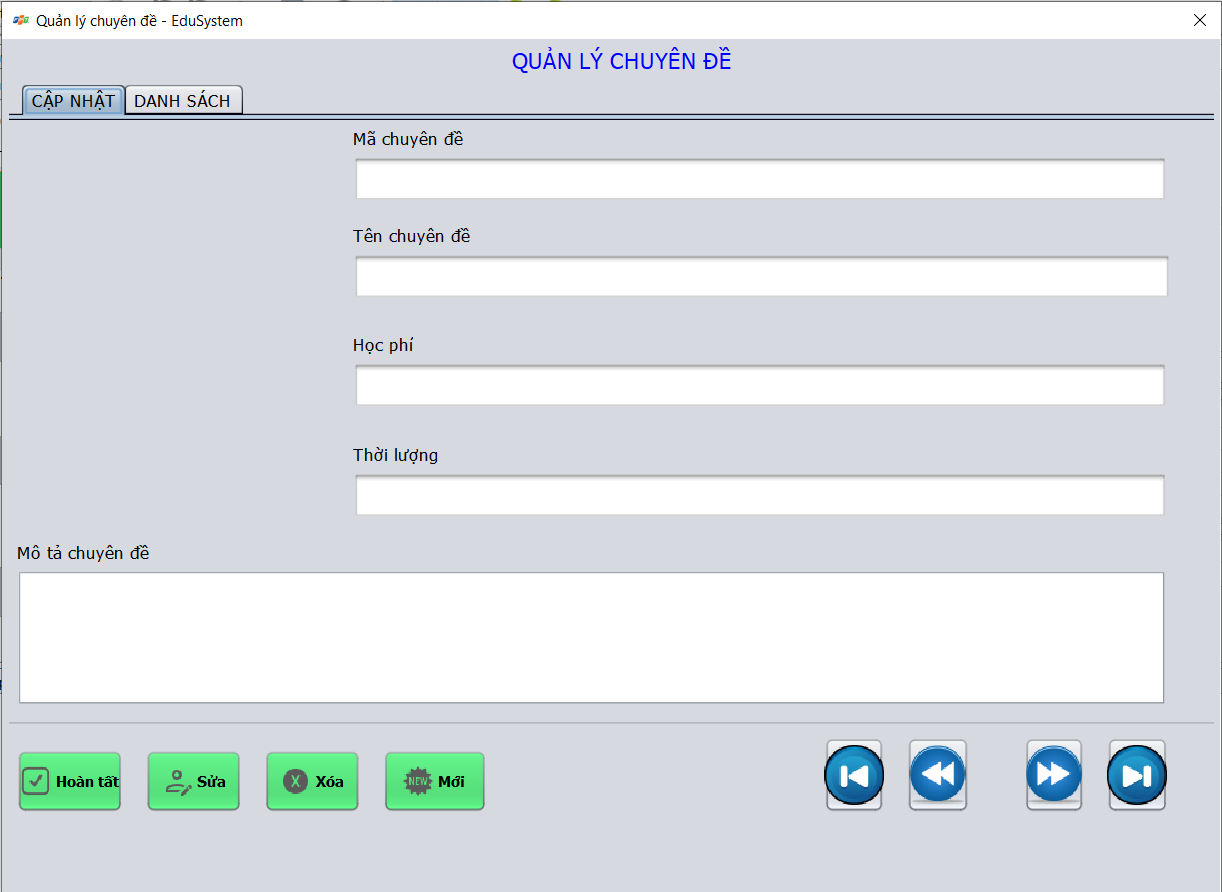 Quản lý chuyên đề - EduSystem
QUẢN LÝ CHUYÊN ĐỀ
CẬP NHẬT DANH SÁCH
Mã chuyên đề
Tên chuyên đề
Học phí
Thời lượng
Mô tả chuyên đề
Hoàn tất Sửa X Xóa NEW Mới